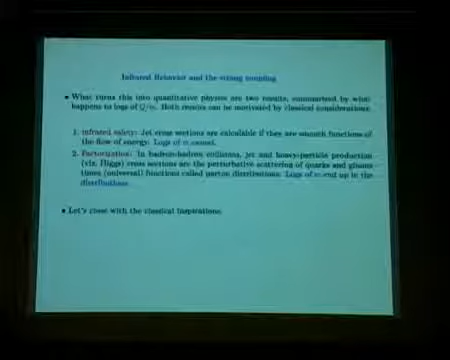 Infrared Behavior and the strong coupling
• What turns this into quantitative physics are two results, summarized by what
happens to logs of Q/m. Both results can be motivated by classical considerations.
1. Infrared safety: Jet cross sections are calculable if they are smooth functions of
the flow of energy. Logs of m cancel.
2. Factorization: In hadron-hadron collisions, jet and heavy-particle production
(viz. Higgs) cross sections are the perturbative scattering of quarks and gluons
times (universal) functions called parton distributions. Logs of m end up in the
distributions.
• Let's close with the classical inspirations.